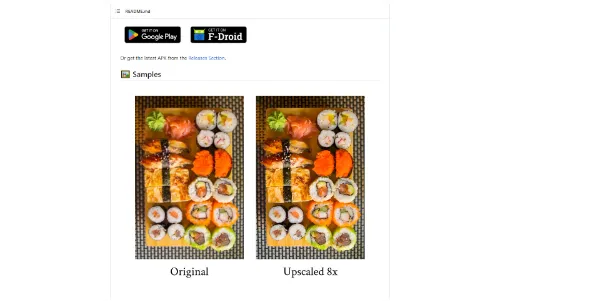 README.md
GET IT ON
Google Play
GET IT ON
F-Droid
Or get the latest APK from the Releases Section.
Samples
Original
Upscaled 8x